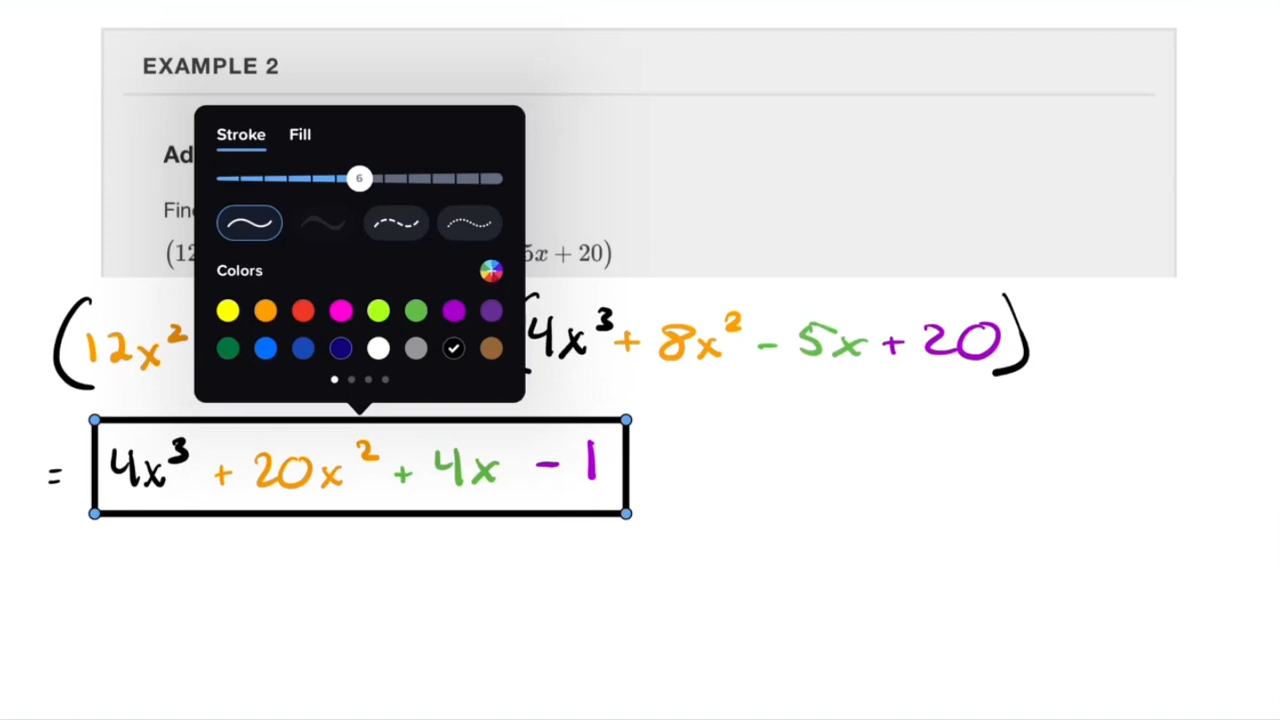 EXAMPLE 2
Stroke Fill
Ad
6
Fin
(12 5x + 20)
Colors
(12x² 4x³ + 8x² - 5x + 20)
= 4x³ + 20x² + 4x - 1